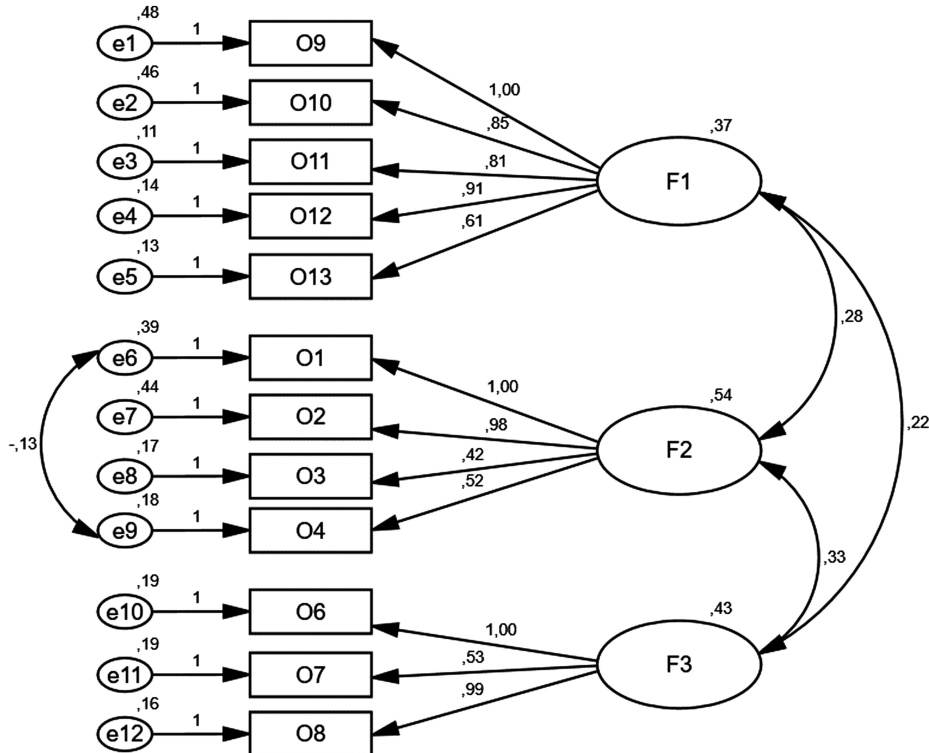 ,48
e1 1 O9
,46
e2 1 O10
,11
e3 1 O11
,14
e4 1 O12
,13
e5 1 O13
1,00
,85
,81
,91
,61
,37
F1
,39
e6 1 O1
,44
e7 1 O2
,17
e8 1 O3
,18
e9 1 O4
-,13
1,00
,98
,42
,52
,54
F2
,28
,22
,33
,19
e10 1 O6
,19
e11 1 O7
,16
e12 1 O8
1,00
,53
,99
,43
F3